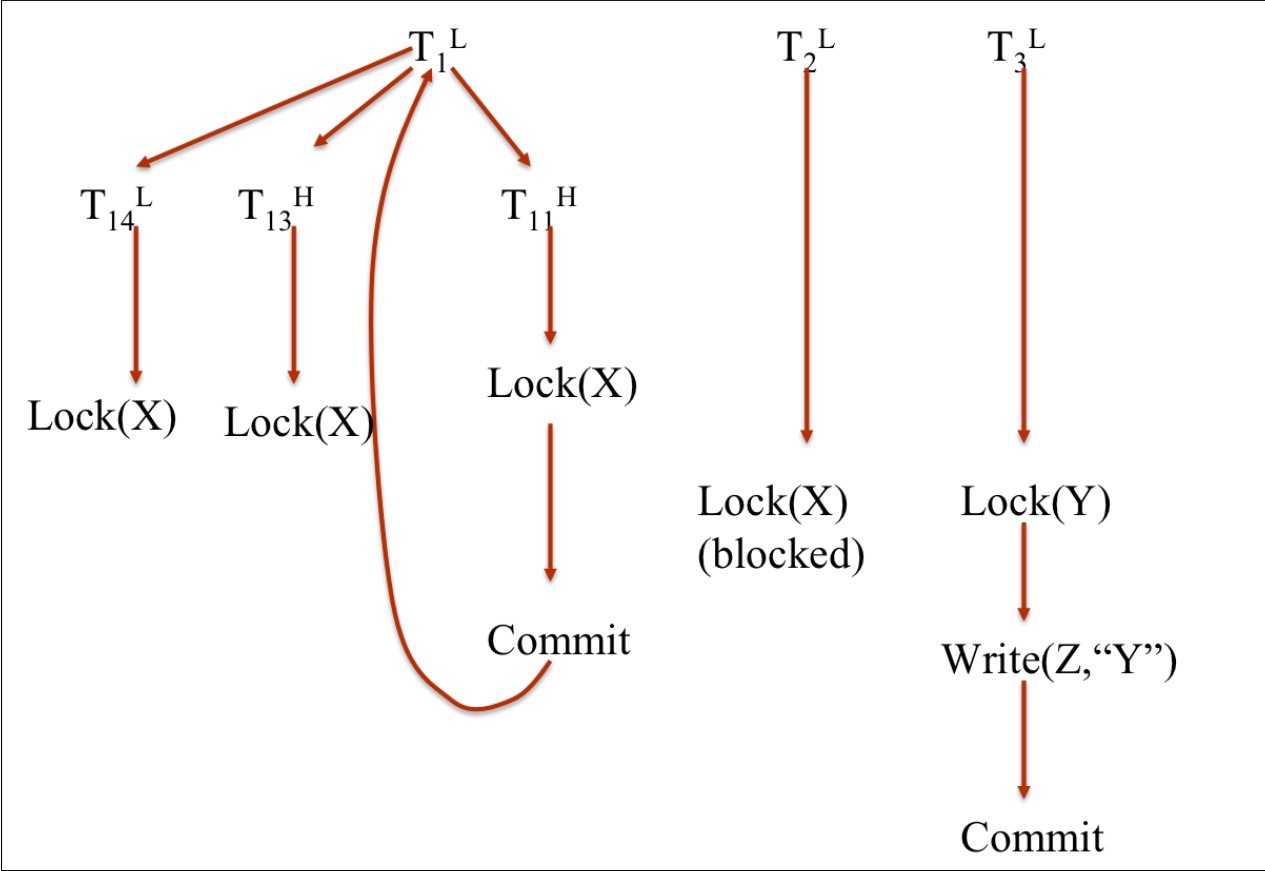 T₁ᴸ T₂ᴸ T₃ᴸ
T₁₄ᴸ T₁₃ᴴ T₁₁ᴴ
Lock(X)
Lock(X) Lock(X)
Lock(X) Lock(Y)
(blocked)
Commit
Write(Z,“Y”)
Commit